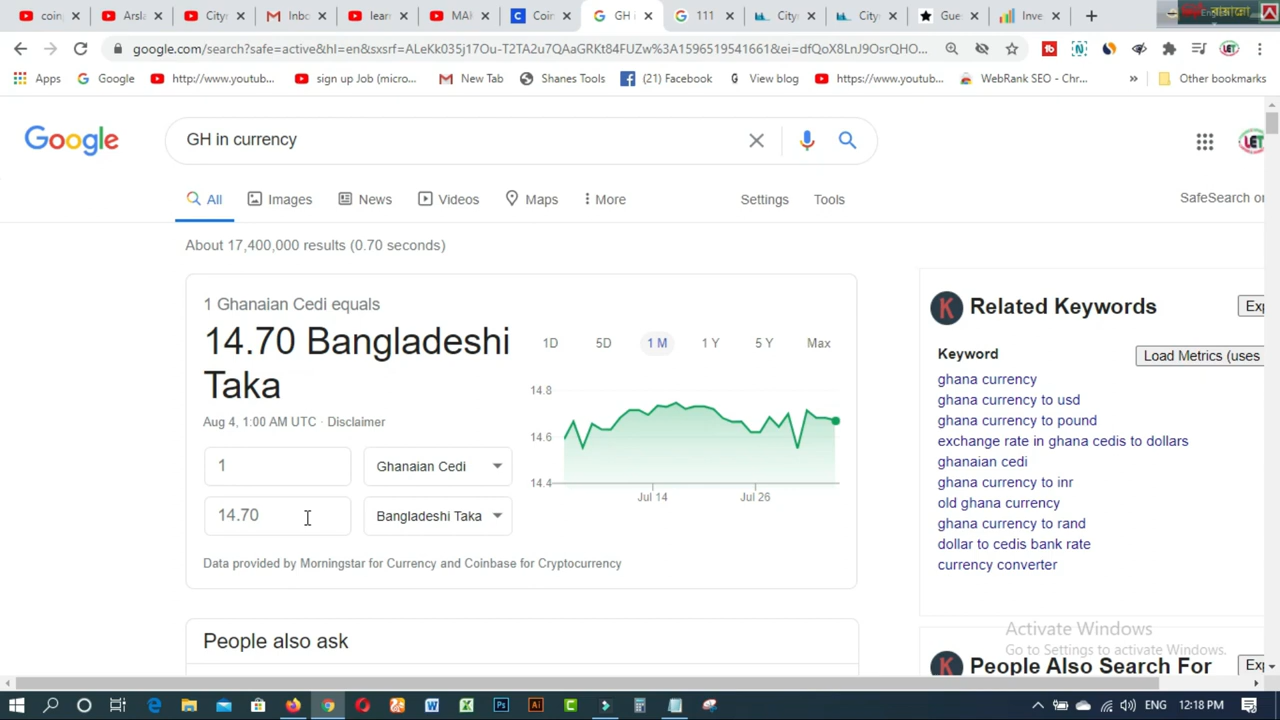 coin
Arsla
City
Inbo
lear
MAT
Coi
GH i
111
City
City
Gui
Inve
google.com/search?safe=active&hl=en&sxsrf=ALeKk035j17Ou-T2TA2u7QAaGRKt84FUZw%3A1596519541661&ei=dfQoX8LnJ9OsrQHO...
Apps
Google
http://www.youtub...
sign up Job (micro...
New Tab
Shanes Tools
(21) Facebook
View blog
https://www.youtub...
WebRank SEO - Chr...
»
Other bookmarks
Google
GH in currency
LET
All
Images
News
Videos
Maps
More
Settings
Tools
SafeSearch on
About 17,400,000 results (0.70 seconds)
1 Ghanaian Cedi equals
14.70 Bangladeshi
Taka
Aug 4, 1:00 AM UTC · Disclaimer
1
Ghanaian Cedi
14.70
Bangladeshi Taka
1D
5D
1 M
1 Y
5 Y
Max
14.8
14.6
14.4
Jul 14
Jul 26
Data provided by Morningstar for Currency and Coinbase for Cryptocurrency
People also ask
K
Related Keywords
Exp
Keyword
Load Metrics (uses
ghana currency
ghana currency to usd
ghana currency to pound
exchange rate in ghana cedis to dollars
ghanaian cedi
ghana currency to inr
old ghana currency
ghana currency to rand
dollar to cedis bank rate
currency converter
Activate Windows
Go to Settings to activate Windows.
K
People Also Search For
Exp
ENG
12:18 PM